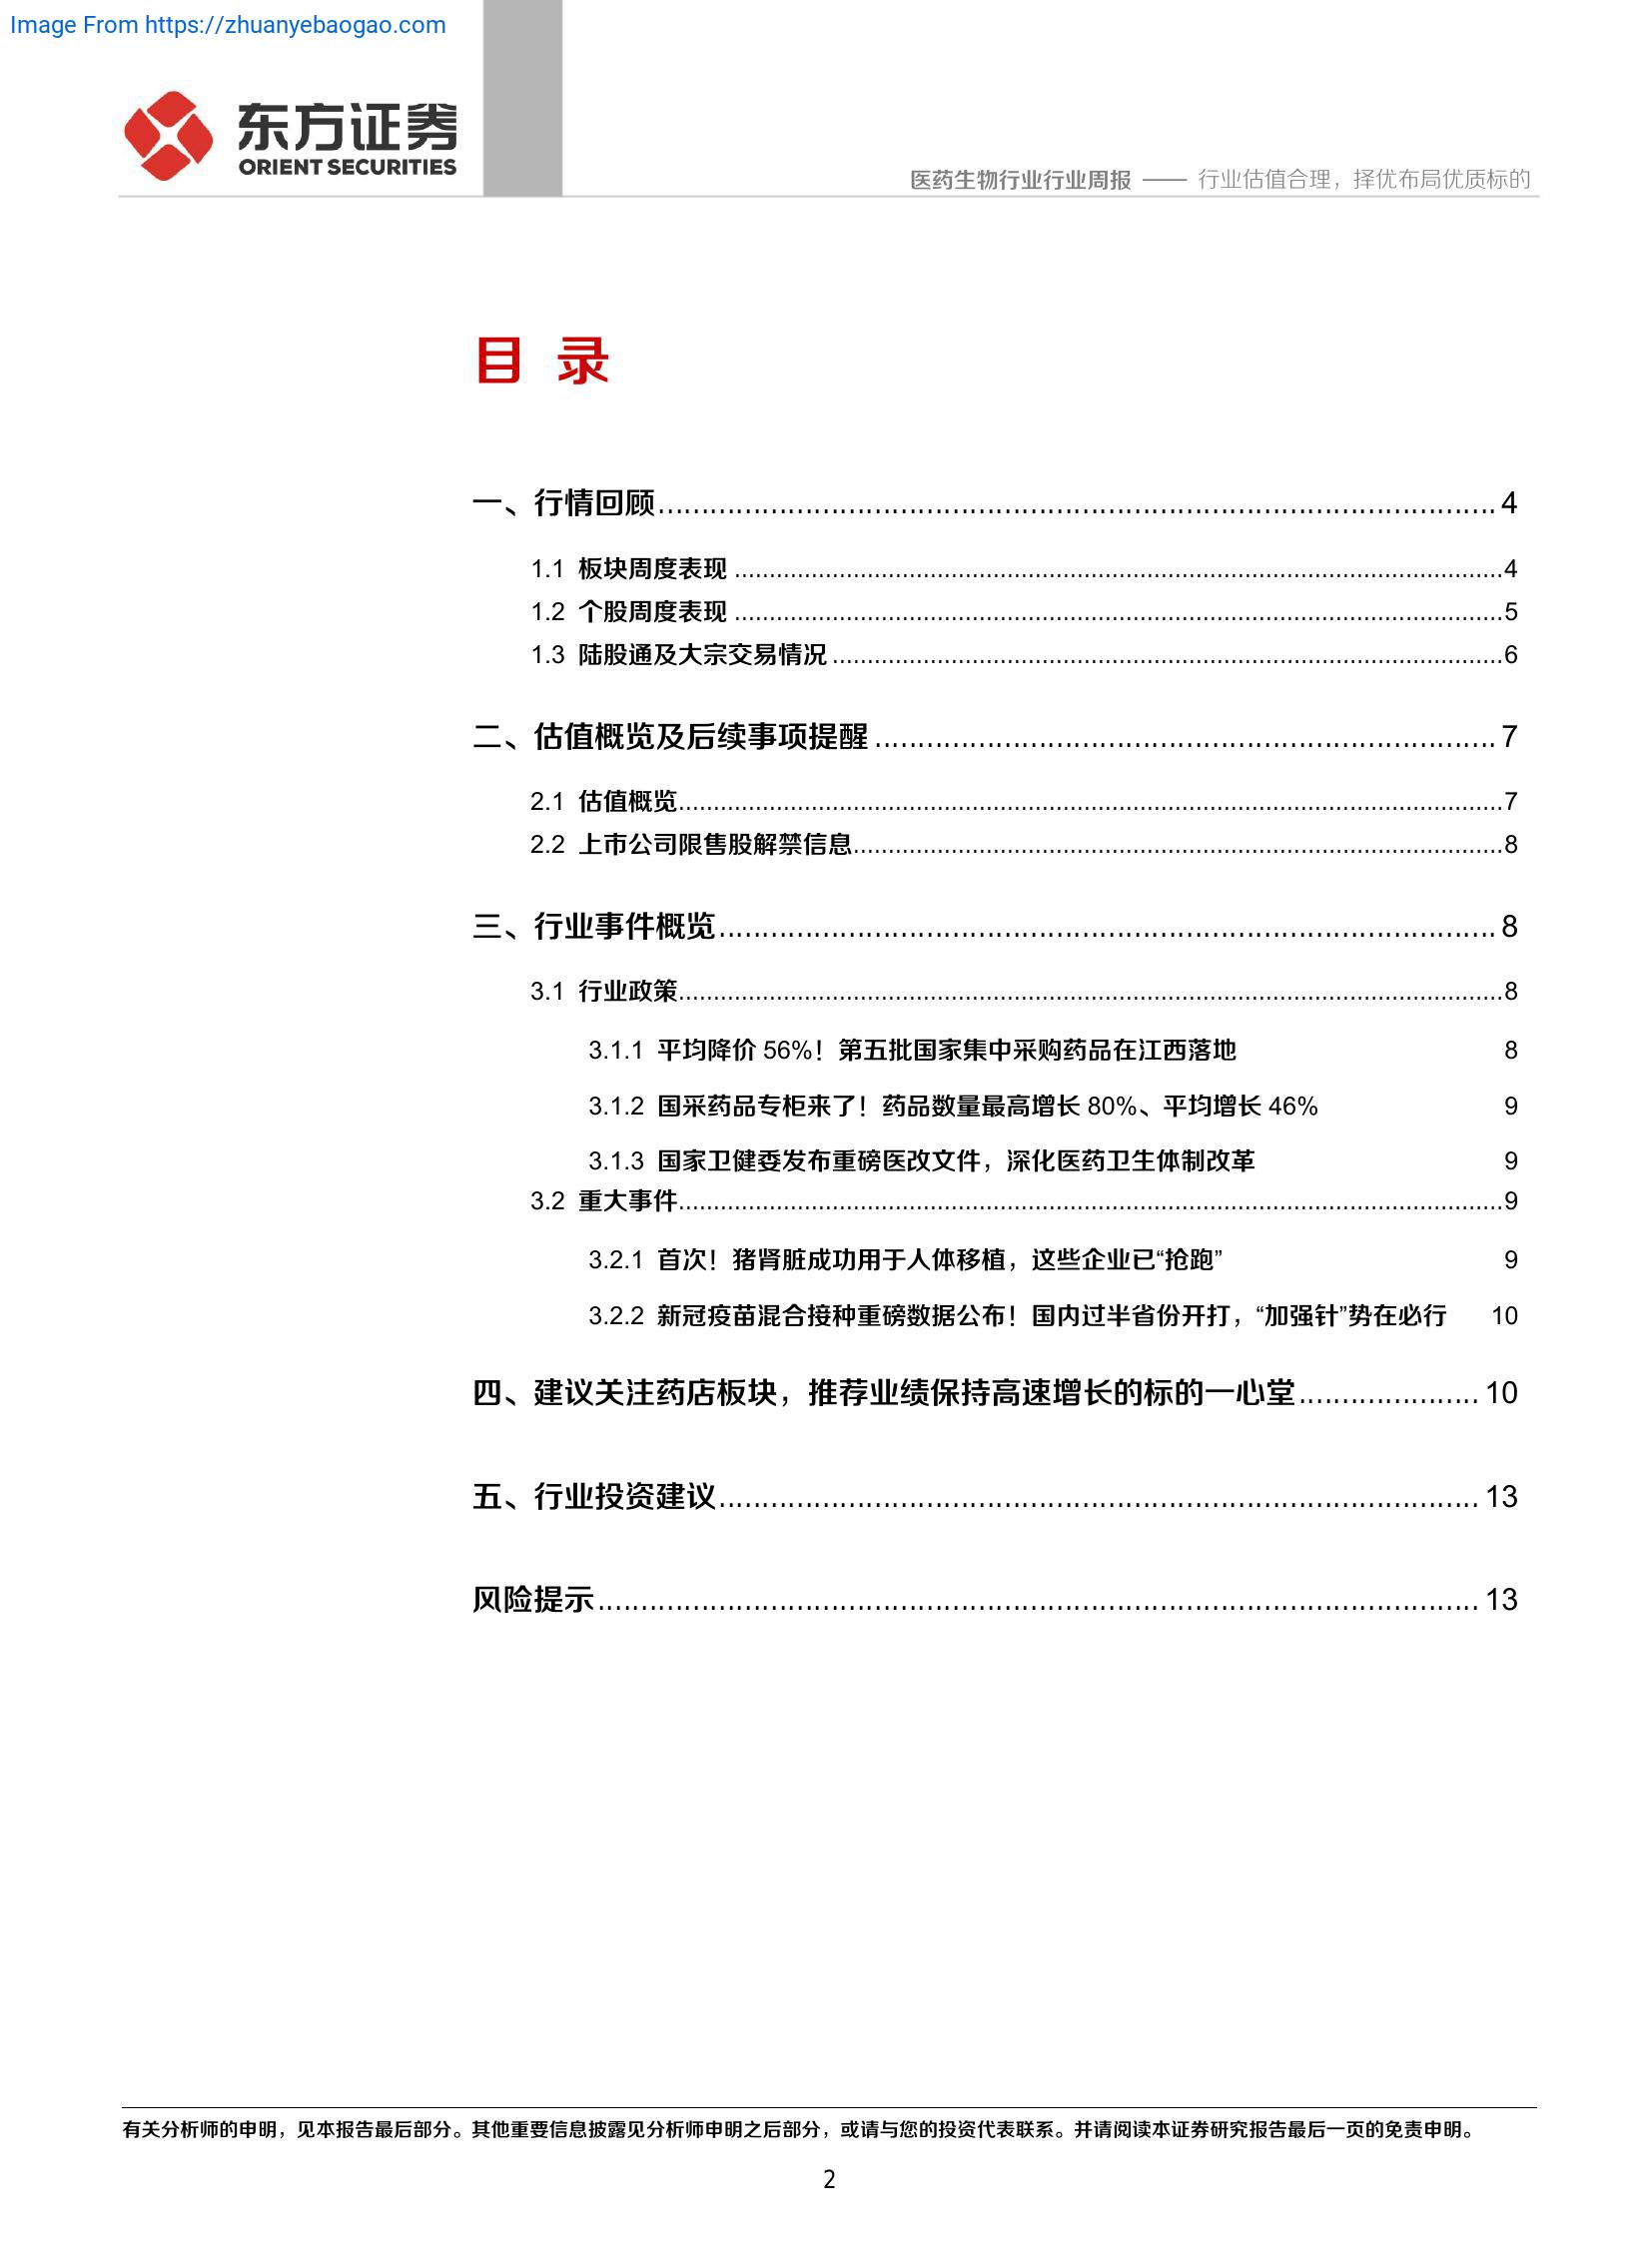 Image From https://zhuanyebaogao.com
东方证券
ORIENT SECURITIES
医药生物行业行业周报 —— 行业估值合理，择优布局优质标的
目 录
一、行情回顾........................................................................................................ 4
1.1 板块周度表现 ........................................................................................................4
1.2 个股周度表现 ........................................................................................................5
1.3 陆股通及大宗交易情况 ........................................................................................................6
二、估值概览及后续事项提醒 ........................................................................ 7
2.1 估值概览........................................................................................................7
2.2 上市公司限售股解禁信息........................................................................................................8
三、行业事件概览........................................................................................ 8
3.1 行业政策........................................................................................................8
3.1.1 平均降价 56%！第五批国家集中采购药品在江西落地 8
3.1.2 国采药品专柜来了！药品数量最高增长 80%、平均增长 46% 9
3.1.3 国家卫健委发布重磅医改文件，深化医药卫生体制改革 9
3.2 重大事件........................................................................................................9
3.2.1 首次！猪肾脏成功用于人体移植，这些企业已“抢跑” 9
3.2.2 新冠疫苗混合接种重磅数据公布！国内过半省份开打，“加强针”势在必行 10
四、建议关注药店板块，推荐业绩保持高速增长的标的一心堂..................... 10
五、行业投资建议........................................................................................ 13
风险提示........................................................................................................ 13
有关分析师的申明，见本报告最后部分。其他重要信息披露见分析师申明之后部分，或请与您的投资代表联系。并请阅读本证券研究报告最后一页的免责申明。
2